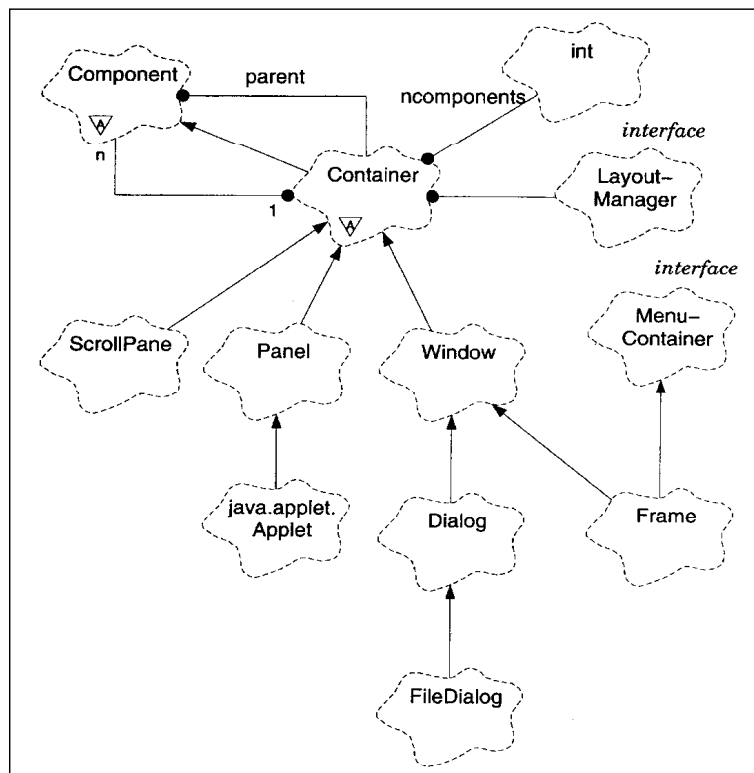 Component
parent
int
ncomponents
A
n
interface
Container
Layout–
Manager
1
A
interface
Menu–
Container
ScrollPane
Panel
Window
java.applet.
Applet
Dialog
Frame
FileDialog